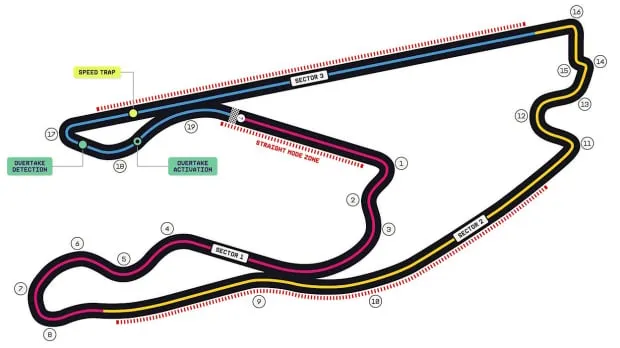 16
SPEED TRAP
SECTOR 3
14
15
13
12
17
19
11
18
OVERTAKE
DETECTION
OVERTAKE
ACTIVATION
STRAIGHT MODE ZONE
1
2
3
4
SECTOR 2
6
5
SECTOR 1
7
9
10
8